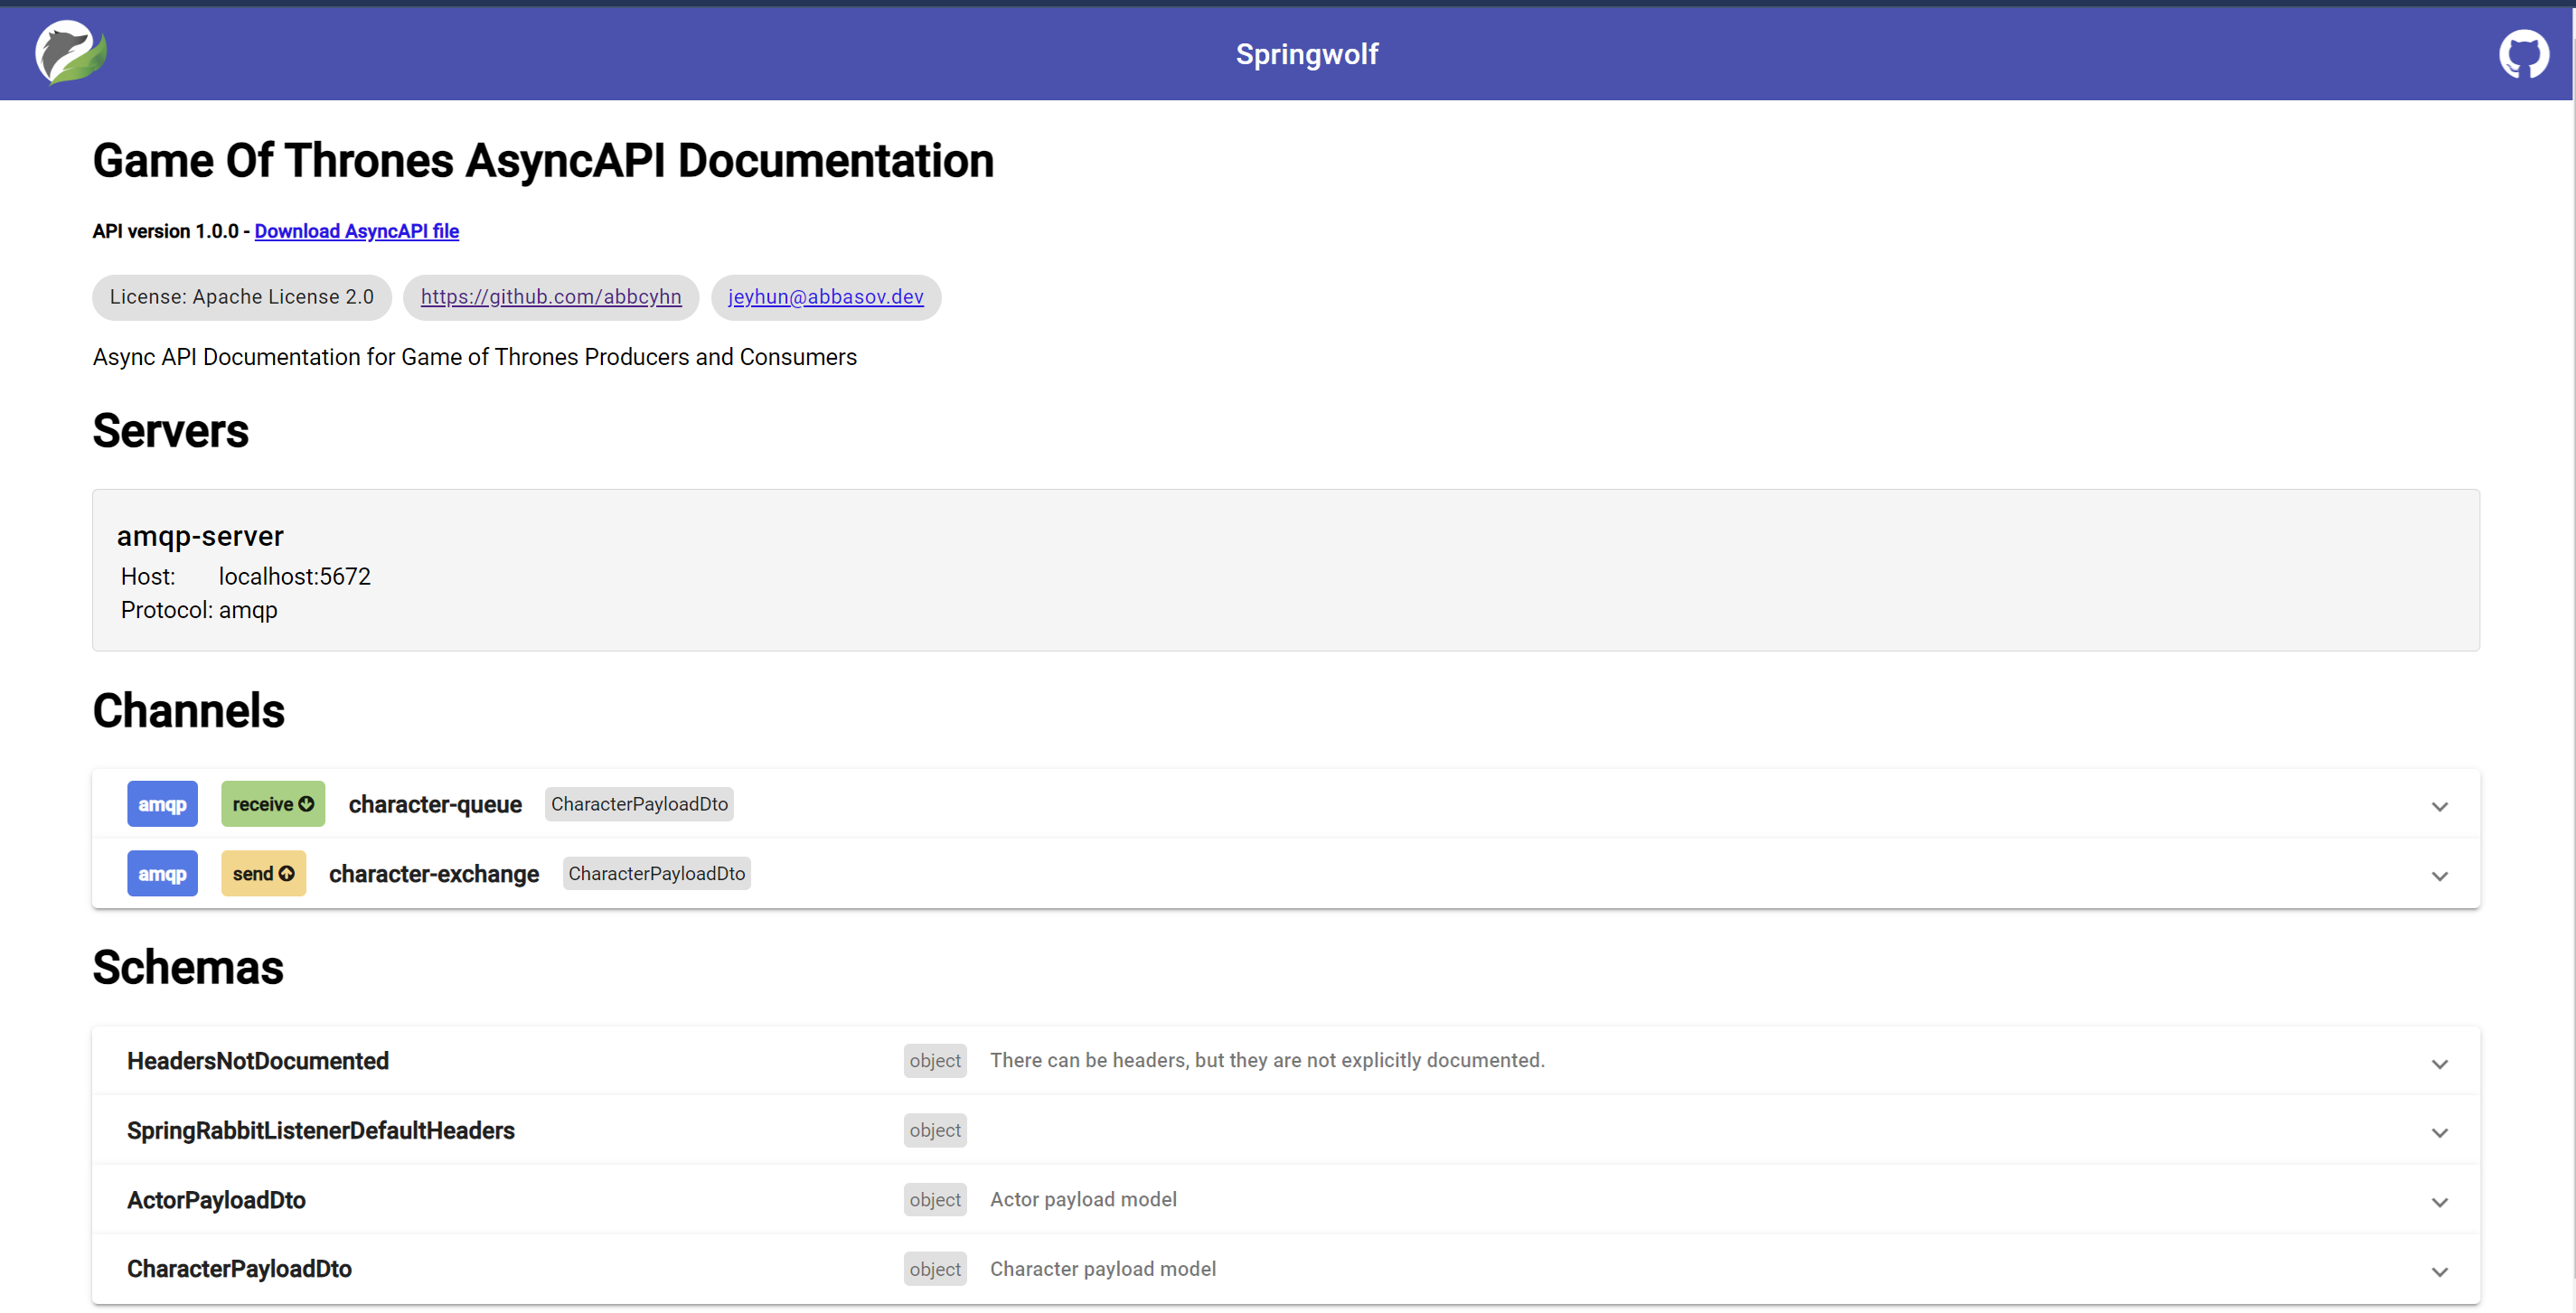 Springwolf
Game Of Thrones AsyncAPI Documentation
API version 1.0.0 - Download AsyncAPI file
License: Apache License 2.0 https://github.com/abbcyhn jeyhun@abbasov.dev
Async API Documentation for Game of Thrones Producers and Consumers
Servers
amqp-server
Host: localhost:5672
Protocol: amqp
Channels
amqp receive character-queue CharacterPayloadDto
amqp send character-exchange CharacterPayloadDto
Schemas
HeadersNotDocumented object There can be headers, but they are not explicitly documented.
SpringRabbitListenerDefaultHeaders object
ActorPayloadDto object Actor payload model
CharacterPayloadDto object Character payload model